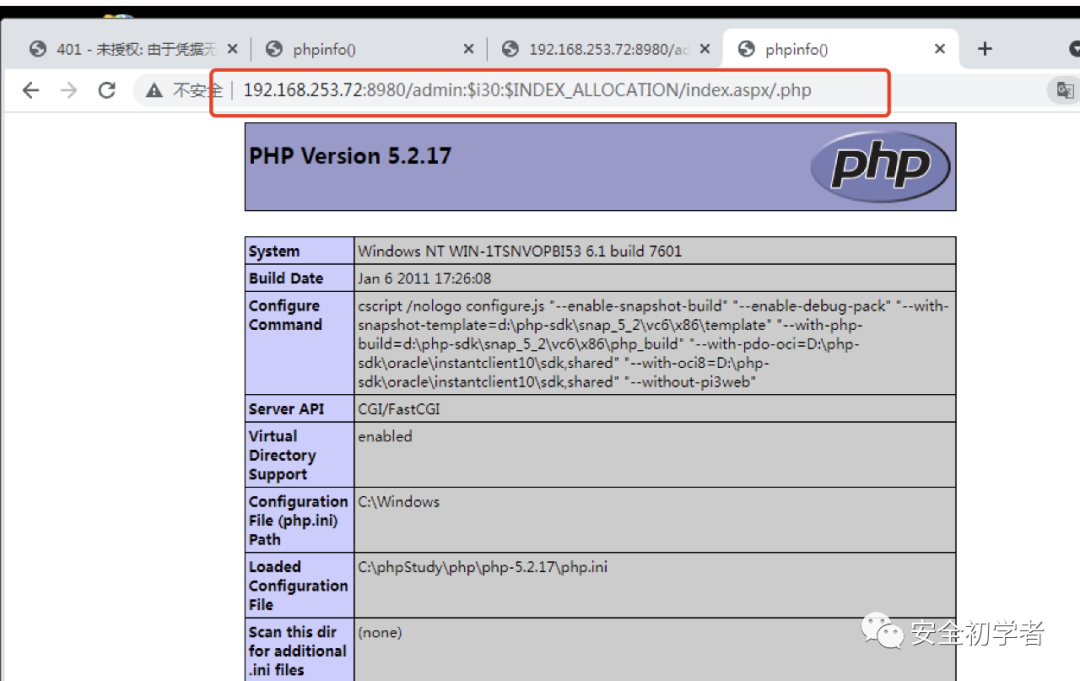 401 - 未授权: 由于凭据无
phpinfo()
192.168.253.72:8980/ac
phpinfo()
不安全 192.168.253.72:8980/admin:$i30:$INDEX_ALLOCATION/index.aspx/.php
PHP Version 5.2.17
php
System Windows NT WIN-1TSNVOPBI53 6.1 build 7601
Build Date Jan 6 2011 17:26:08
Configure cscript /nologo configure.js "--enable-snapshot-build" "--enable-debug-pack" "--with-
Command snapshot-template=d:\php-sdk\snap_5_2\vc6\x86\template" "--with-php-
build=d:\php-sdk\snap_5_2\vc6\x86\php_build" "--with-pdo-oci=D:\php-
sdk\oracle\instantclient10\sdk,shared" "--with-oci8=D:\php-
sdk\oracle\instantclient10\sdk,shared" "--without-pi3web"
Server API CGI/FastCGI
Virtual enabled
Directory
Support
Configuration C:\Windows
File (php.ini)
Path
Loaded C:\phpStudy\php\php-5.2.17\php.ini
Configuration
File
Scan this dir (none)
for additional
.ini files
安全初学者